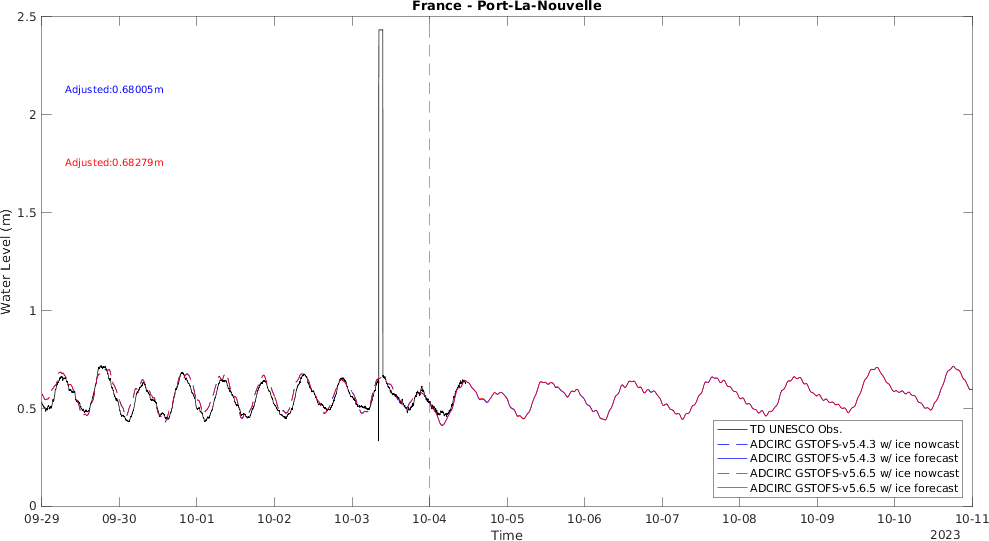 France - Port-La-Nouvelle
2.5
2
1.5
1
0.5
0
Water Level (m)
Adjusted:0.68005m
Adjusted:0.68279m
TD UNESCO Obs.
ADCIRC GSTOFS-v5.4.3 w/ ice nowcast
ADCIRC GSTOFS-v5.4.3 w/ ice forecast
ADCIRC GSTOFS-v5.6.5 w/ ice nowcast
ADCIRC GSTOFS-v5.6.5 w/ ice forecast
09-29 09-30 10-01 10-02 10-03 10-04 10-05 10-06 10-07 10-08 10-09 10-10 10-11
Time
2023